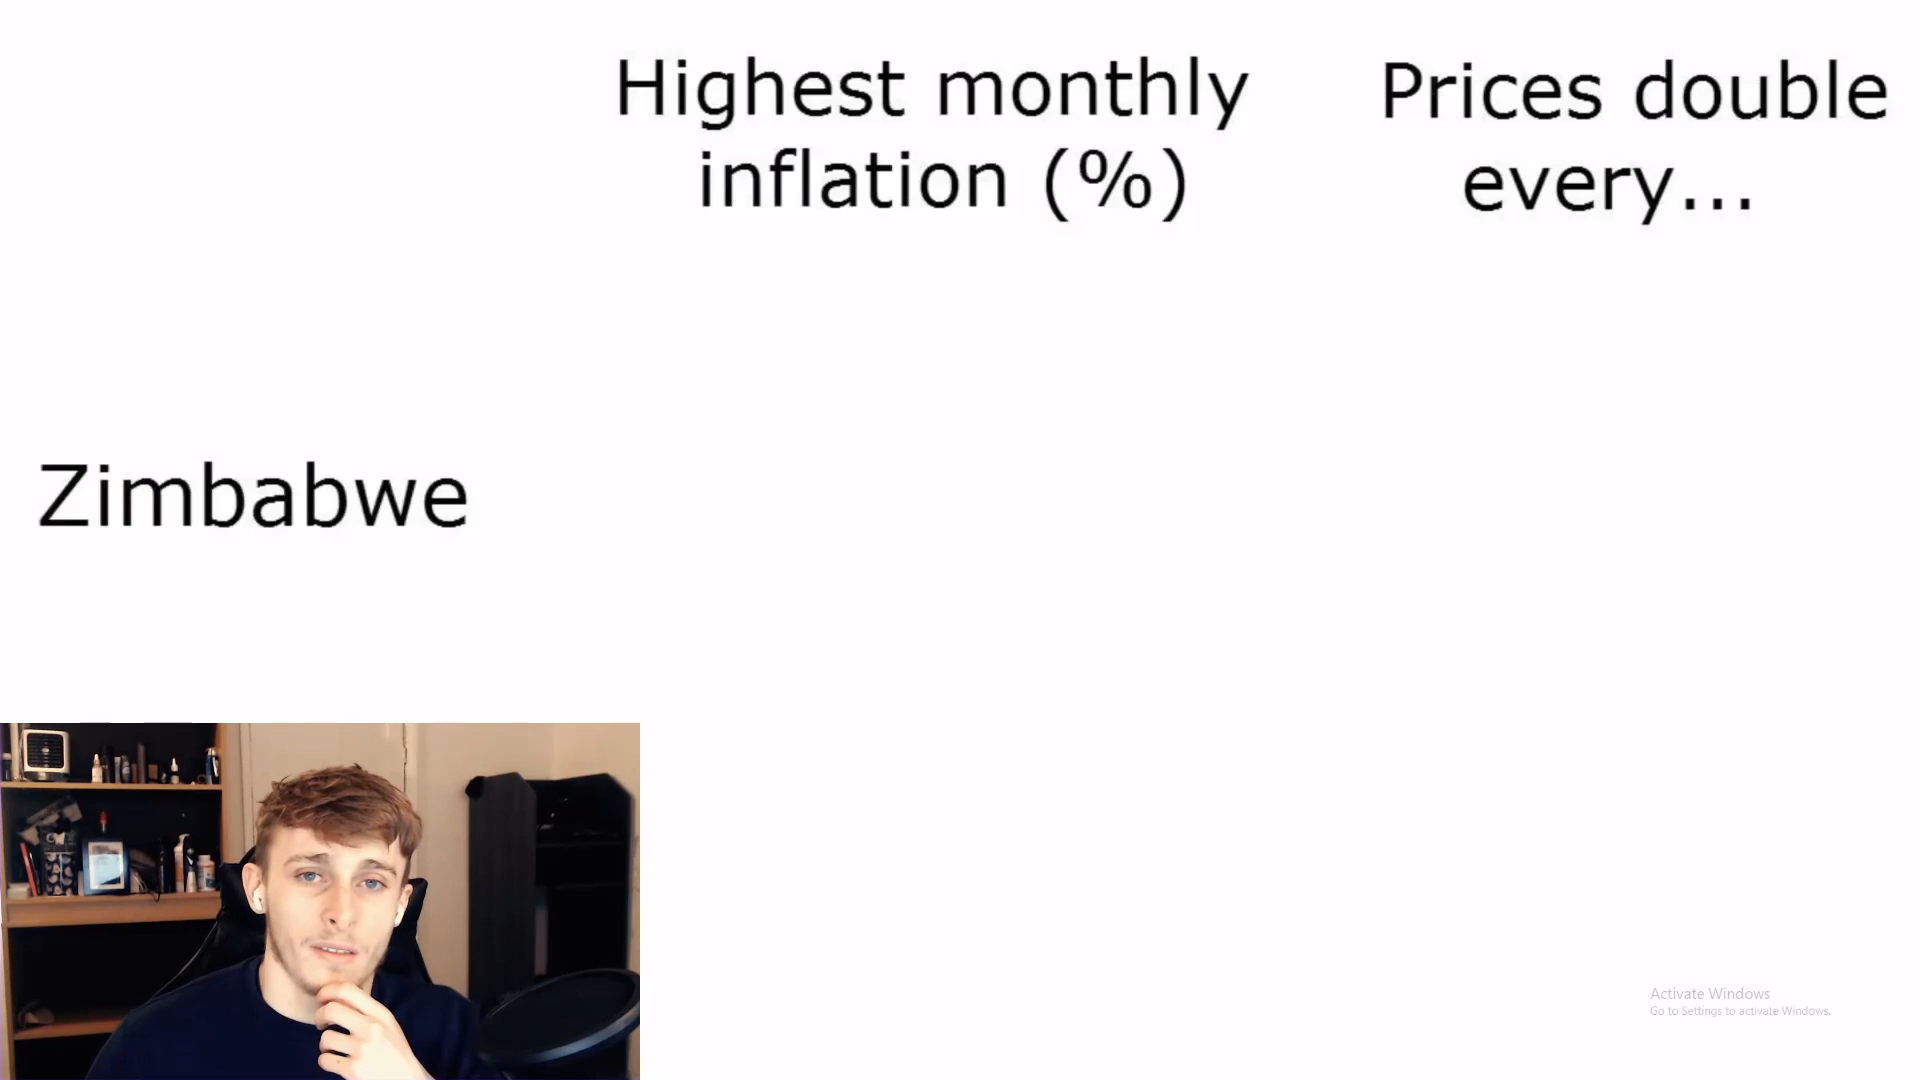 Highest monthly
inflation (%)
Prices double
every...
Zimbabwe
Activate Windows
Go to Settings to activate Windows.